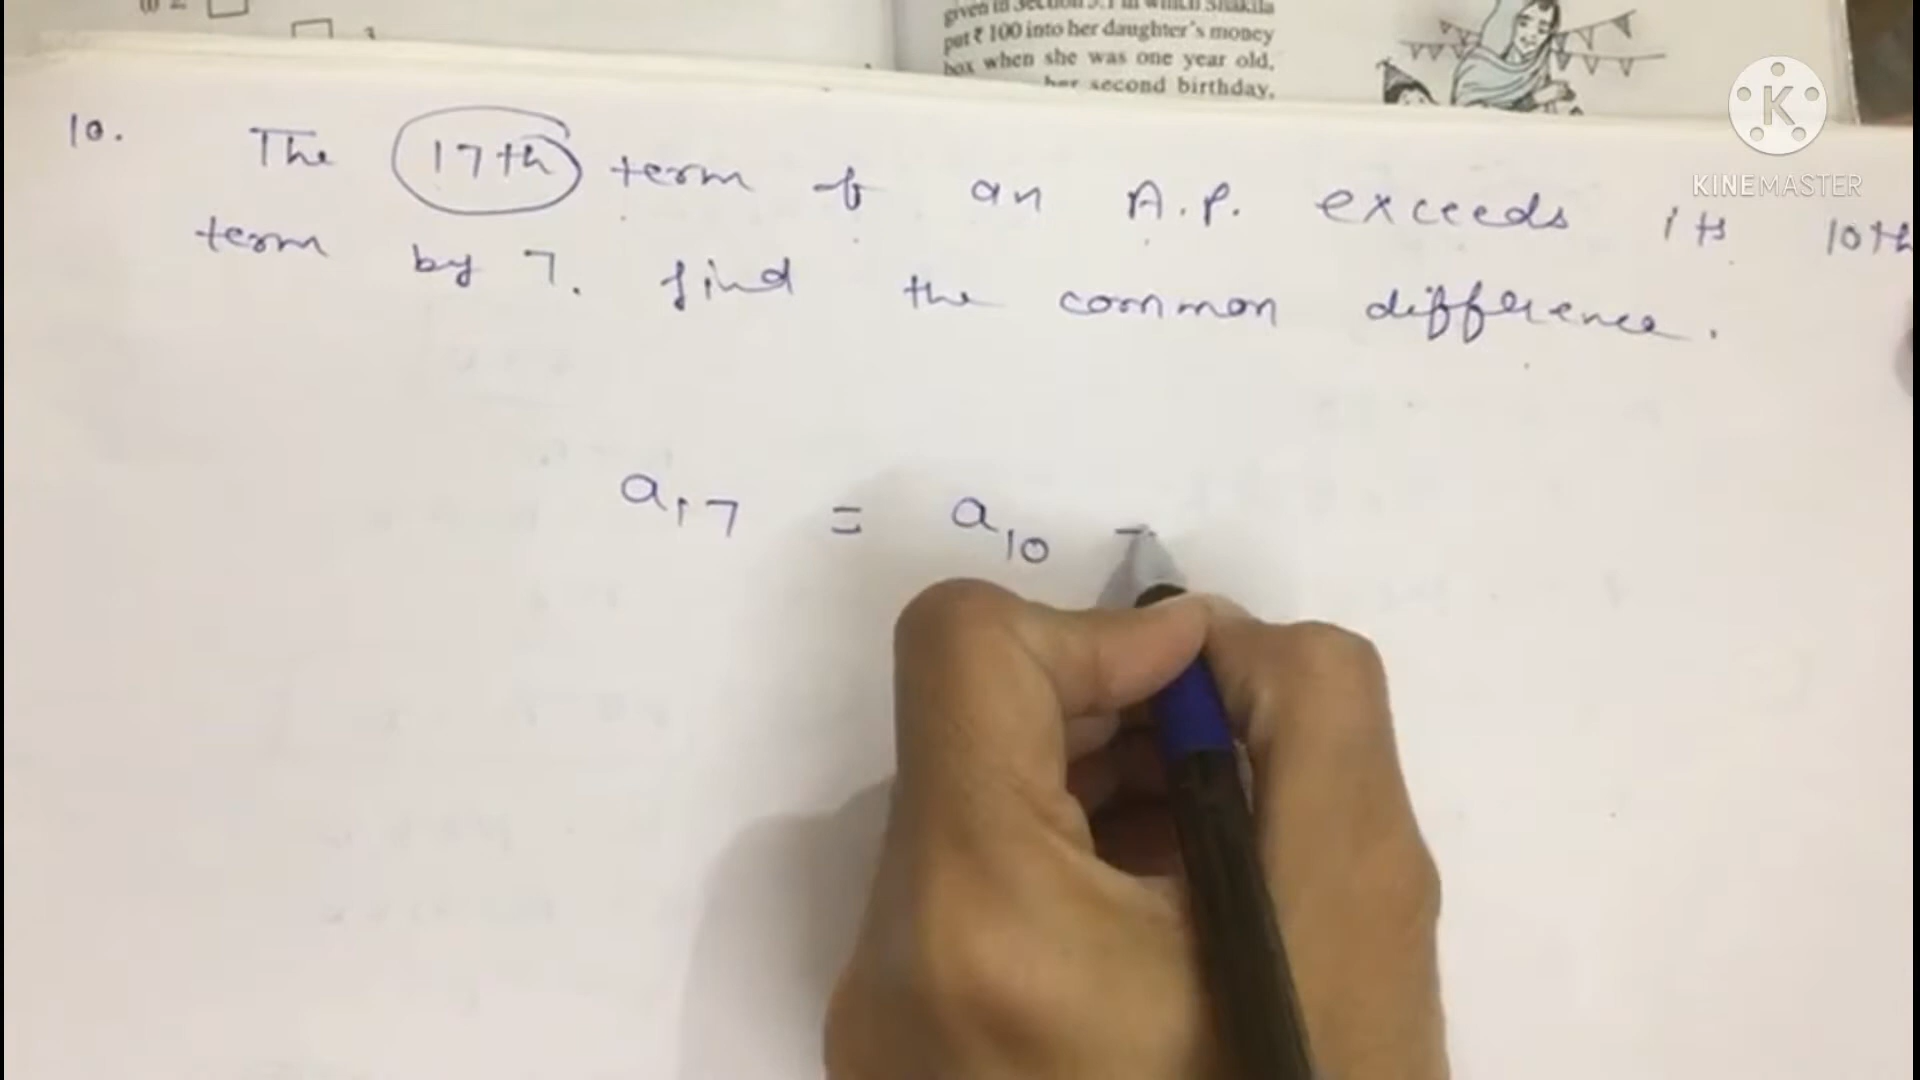 given in Section 5.1 in which Shakila
put ₹ 100 into her daughter's money
box when she was one year old,
her second birthday,
KINEMASTER
10. The 17th term of an A.P. exceeds its 10th
term by 7. find the common difference.
a17 = a10